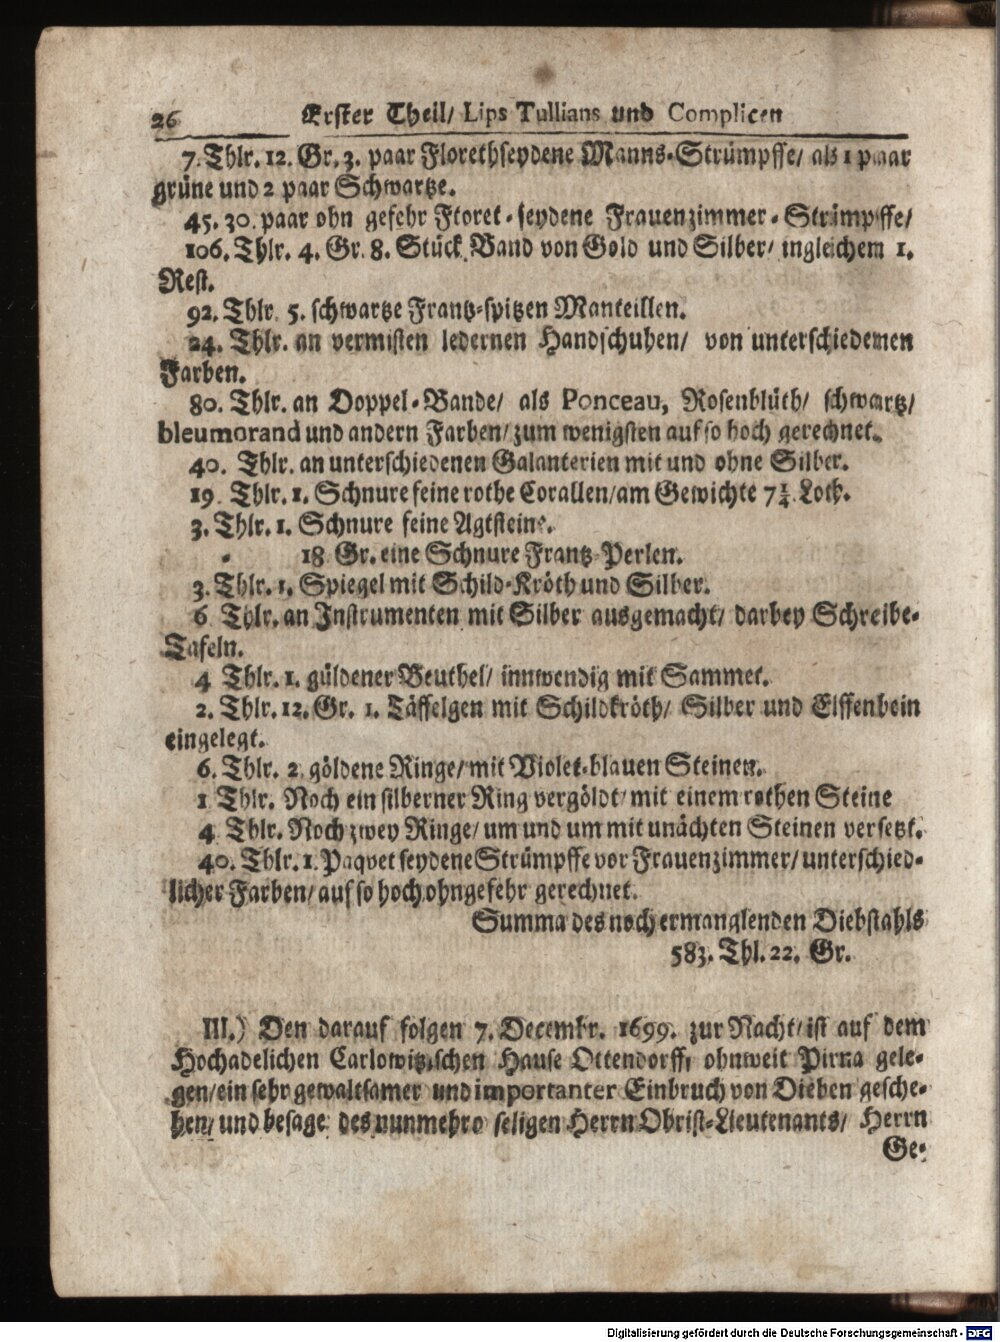 26 Erster Theil/ Lips Tullians und Complicen
7. Thlr. 12. Gr. 3. paar Florethseydene Manns-Strümpffe/ als 1 paar
grüne und 2 paar Schwartze.
45. 30. paar ohn gefehr Floret-seydene Frauenzimmer-Strümpffe/
106. Thlr. 4. Gr. 8. Stück Band von Gold und Silber/ ingleichem 1.
Rest.
92. Thlr. 5. schwartze Frantz-spitzen Manteillen.
24. Thlr. an vermisten ledernen Handschuhen/ von unterschiedemen
Farben.
80. Thlr. an Doppel-Bande/ als Ponceau, Rosenblüth/ schwartz/
bleumorand und andern Farben/ zum wenigsten auf so hoch gerechnet.
40. Thlr. an unterschiedenen Galanterien mit und ohne Silber.
19. Thlr. 1. Schnure feine rothe Corallen/ am Gewichte 7¼. Loth.
3. Thlr. 1. Schnure feine Agtsteine.
- 18 Gr. eine Schnure Frantz-Perlen.
3. Thlr. 1. Spiegel mit Schild-Kröth und Silber.
6 Thlr. an Instrumenten mit Silber ausgemacht/ darbey Schreibe-
Tafeln.
4 Thlr. 1. güldener Beuthel/ innwendig mit Sammet.
2. Thlr. 12. Gr. 1. Täffelgen mit Schildkröth/ Silber und Elffenbein
eingelegt.
6. Thlr. 2 göldene Ringe/ mit Violet-blauen Steinen.
1 Thlr. Noch ein silberner Ring vergöldt/ mit einem rothen Steine
4 Thlr. Noch zwey Ringe/ um und um mit unächten Steinen versetzt.
40. Thlr. 1. Paqvet seydene Strümpffe vor Frauenzimmer/ unterschied-
licher Farben/ auf so hoch ohngefehr gerechnet.
Summa des noch ermanglenden Diebstahls
583. Thl. 22. Gr.
III.) Den darauf folgen 7. Decembr. 1699. zur Nacht/ ist auf dem
Hochadelichen Carlowitzischen Hause Ottendorff/ ohnweit Pirna gele-
gen/ ein sehr gewaltsamer und importanter Einbruch von Dieben gesche-
hen/ und besage des nunmehro seligen Herrn Obrist-Lieutenants/ Herrn
Ge-
Digitalisierung gefördert durch die Deutsche Forschungsgemeinschaft - DFG